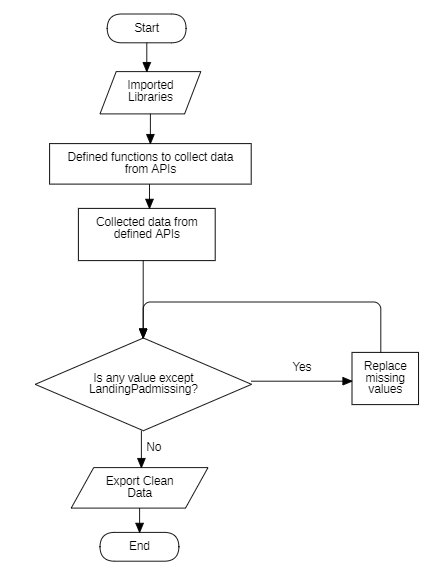 Start
Imported
Libraries
Defined functions to collect data
from APIs
Collected data from
defined APIs
Is any value except
LandingPadmissing?
Yes
Replace
missing
values
No
Export Clean
Data
End